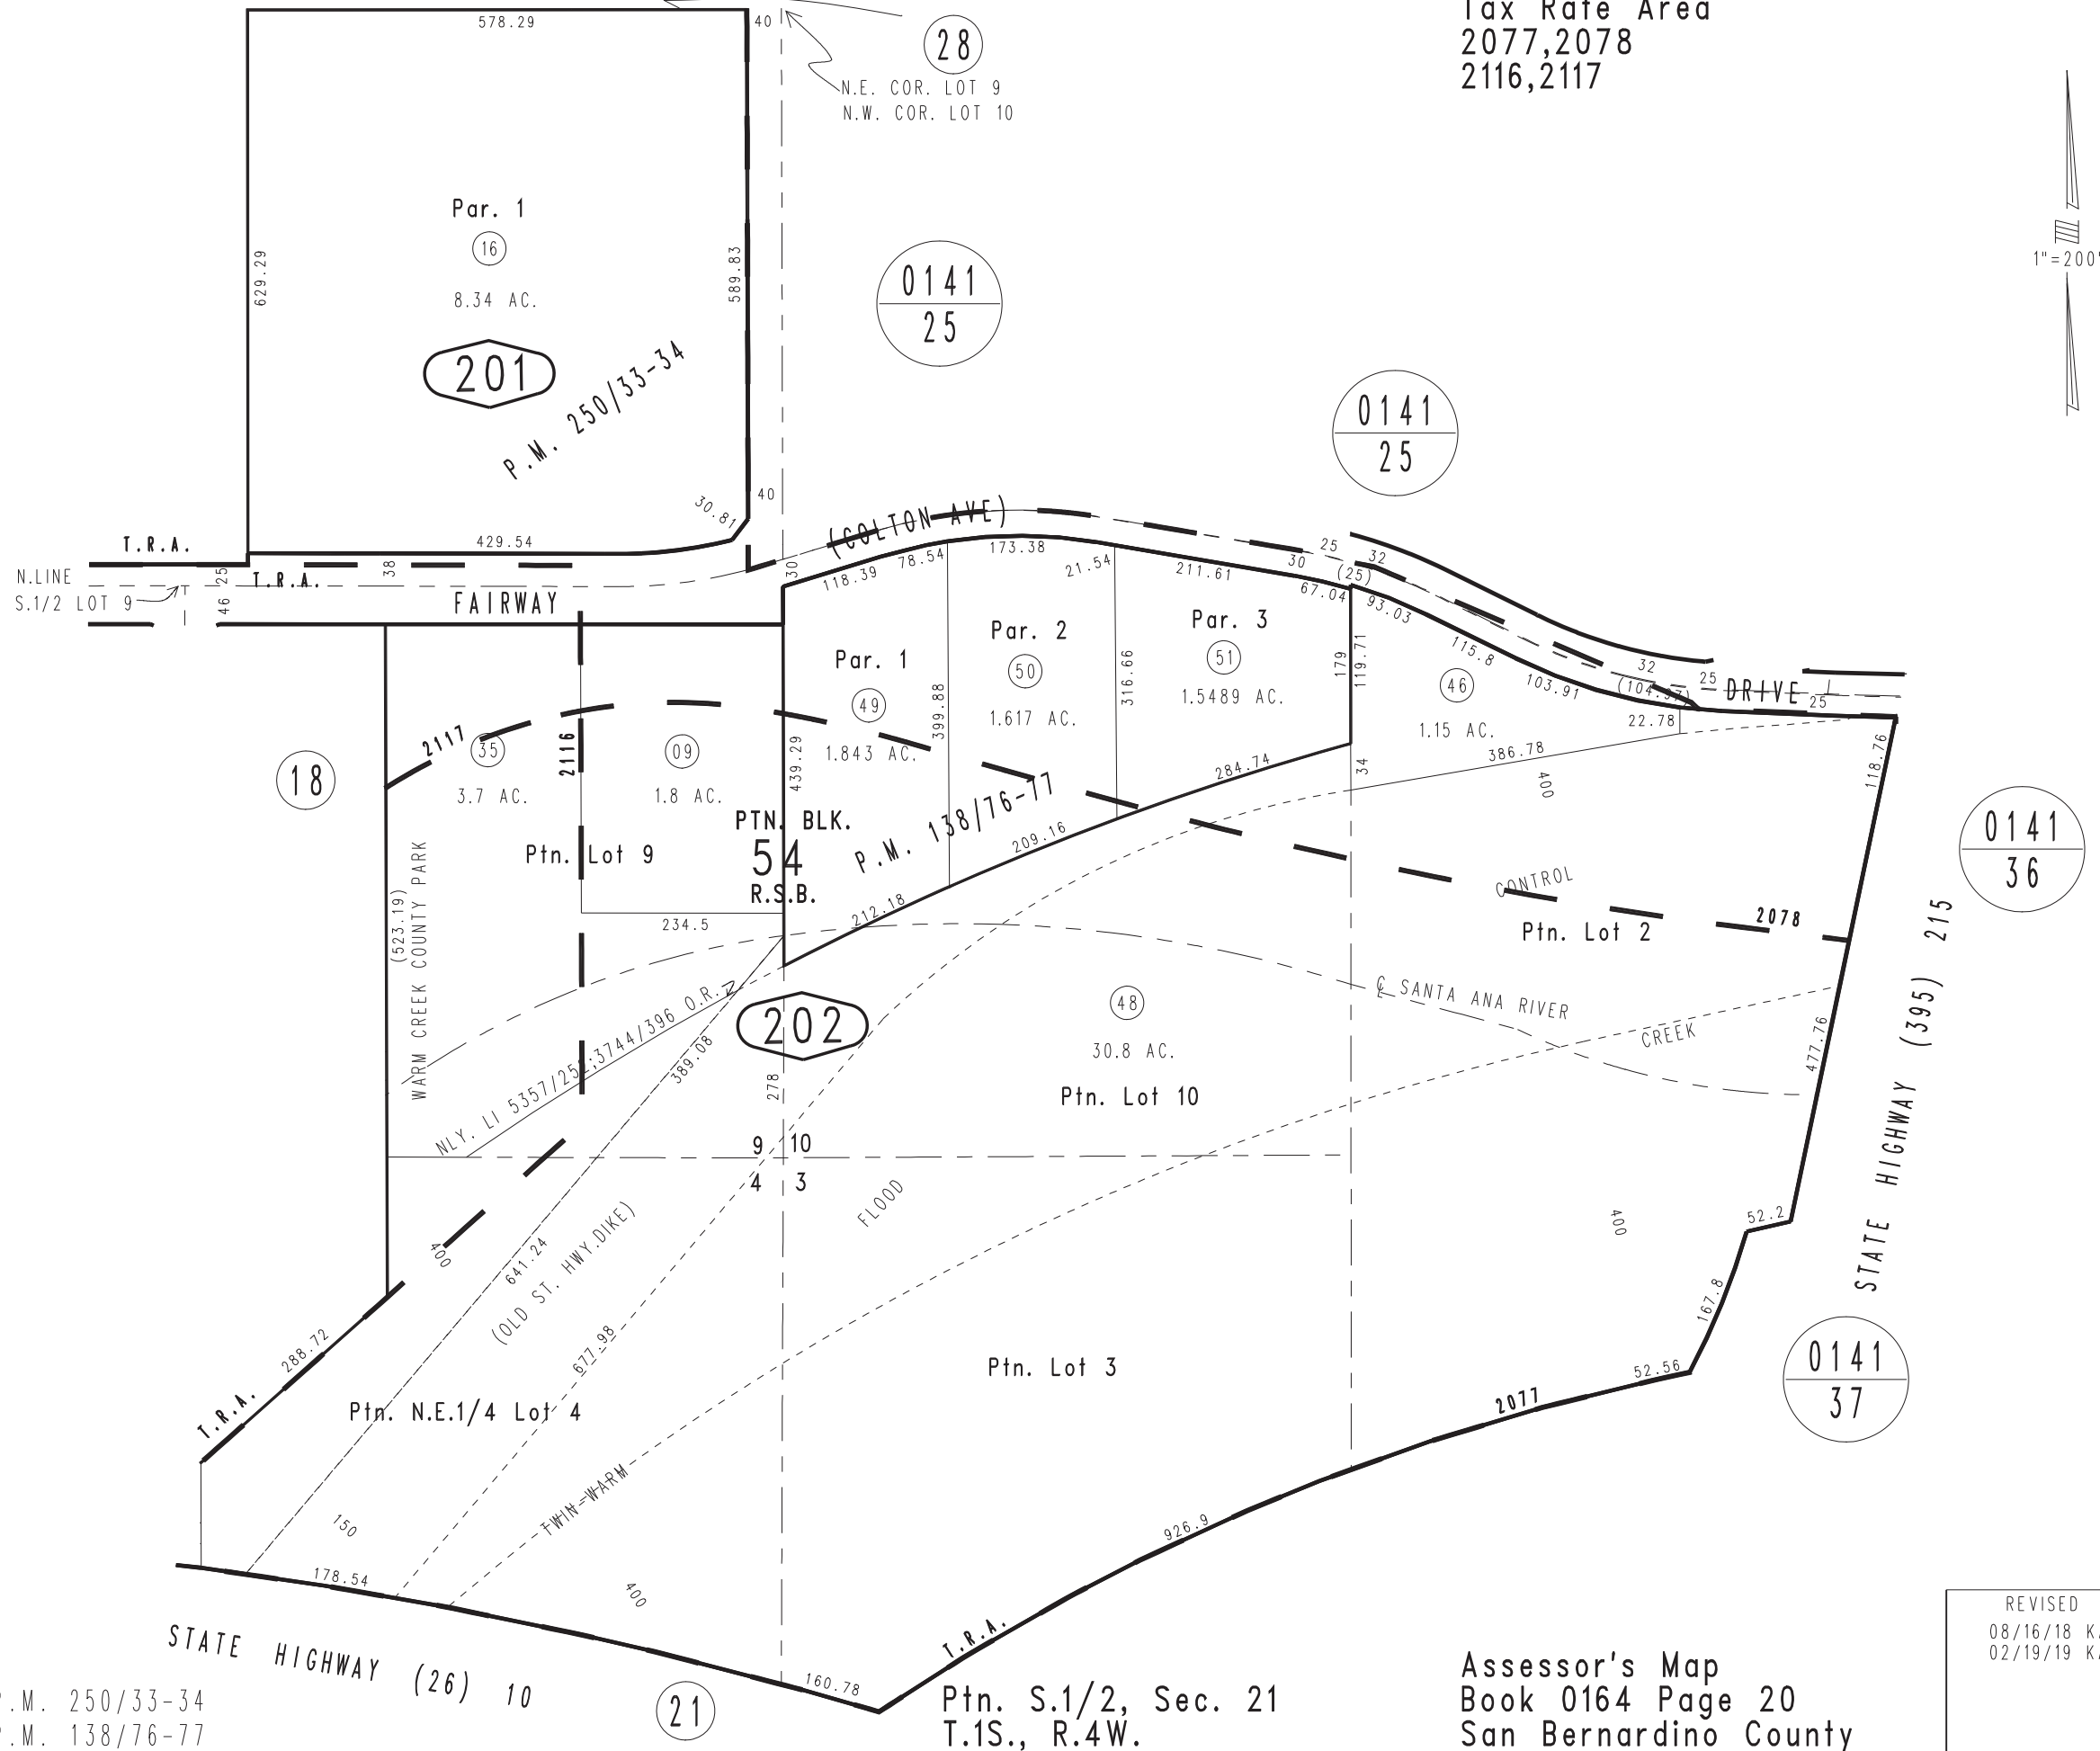 Tax Rate Area
2077,2078
2116,2117
578.29
40
28
N.E. COR. LOT 9
N.W. COR. LOT 10
1"=200'
Par. 1
16
8.34 AC.
629.29
589.83
201
P.M. 250/33-34
0141
25
0141
25
30.81
40
429.54
T.R.A.
N.LINE
S.1/2 LOT 9
25
46
T.R.A.
38
FAIRWAY
(COLTON AVE)
30
118.39
78.54
173.38
21.54
211.61
30
25
32
(25)
67.04
93.03
115.8
103.91
32
(104.97)
25
DRIVE
25
22.78
Par. 1
49
1.843 AC.
Par. 2
50
1.617 AC.
Par. 3
51
1.5489 AC.
46
1.15 AC.
439.29
399.88
316.66
179
119.71
34
284.74
386.78
400
118.76
18
2117
35
3.7 AC.
2116
09
1.8 AC.
PTN. BLK.
54
R.S.B.
Ptn. Lot 9
P.M. 138/76-77
209.16
212.18
234.5
(523.19)
WARM CREEK COUNTY PARK
CONTROL
Ptn. Lot 2
2078
0141
36
STATE HIGHWAY (395) 215
NLY. LI 5357/252;3744/396 O.R.
389.08
202
278
48
30.8 AC.
Ptn. Lot 10
℄ SANTA ANA RIVER
CREEK
477.76
9 10
4 3
FLOOD
400
52.2
167.8
52.56
0141
37
400
641.24
(OLD ST. HWY.DIKE)
677.98
288.72
T.R.A.
Ptn. N.E.1/4 Lot 4
Ptn. Lot 3
2077
TWIN-WARM
150
178.54
400
926.9
T.R.A.
160.78
STATE HIGHWAY (26) 10
21
P.M. 250/33-34
P.M. 138/76-77
Ptn. S.1/2, Sec. 21
T.1S., R.4W.
Assessor's Map
Book 0164 Page 20
San Bernardino County
REVISED
08/16/18
02/19/19